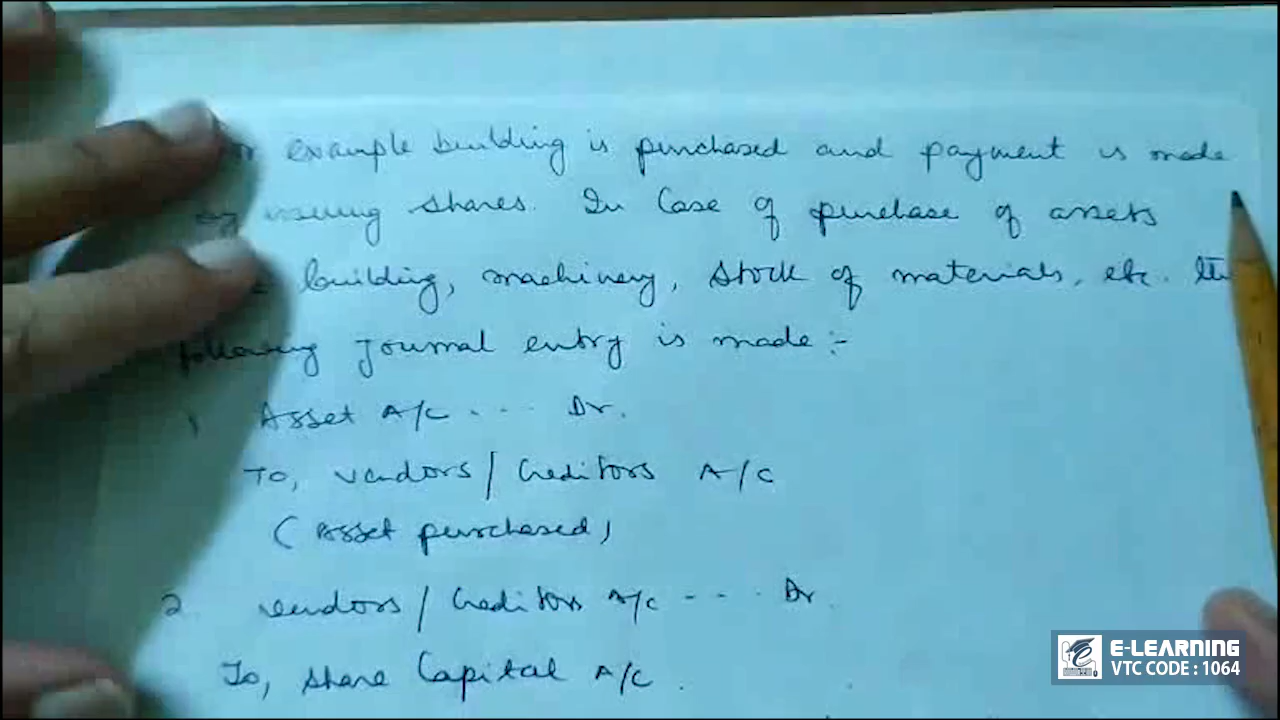 example building is purchased and payment is made
by issuing shares. In Case of purchase of assets
building, machinery, stock of materials, etc. the
following Journal entry is made :-
1 Asset A/c - - - Dr.
To, vendors / Creditors A/c
( Asset purchased )
2 vendors / Creditors A/c - - - Dr.
To, share Capital A/c .
E-LEARNING
VTC CODE : 1064